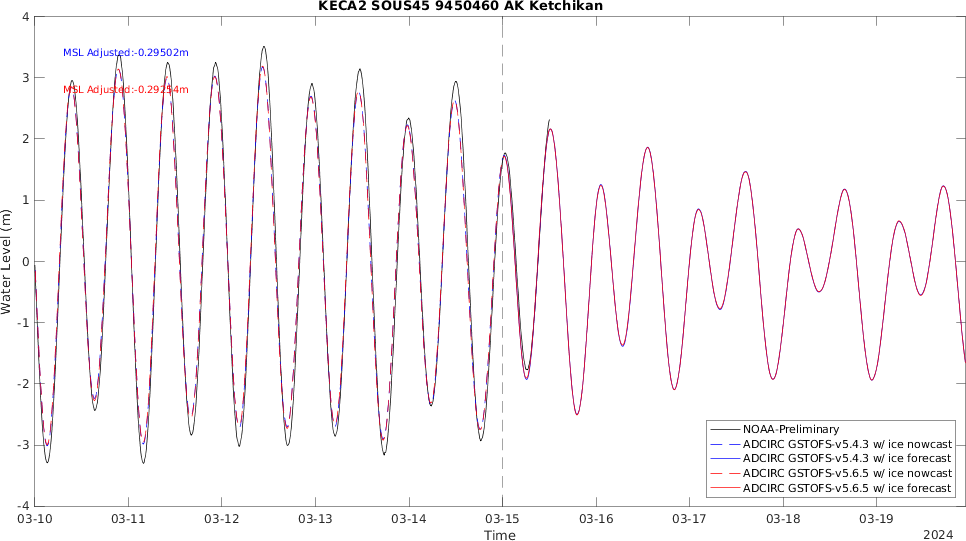 KECA2 SOUS45 9450460 AK Ketchikan
MSL Adjusted:-0.29502m
MSL Adjusted:-0.29254m
Water Level (m)
4
3
2
1
0
-1
-2
-3
-4
NOAA-Preliminary
ADCIRC GSTOFS-v5.4.3 w/ ice nowcast
ADCIRC GSTOFS-v5.4.3 w/ ice forecast
ADCIRC GSTOFS-v5.6.5 w/ ice nowcast
ADCIRC GSTOFS-v5.6.5 w/ ice forecast
03-10 03-11 03-12 03-13 03-14 03-15 03-16 03-17 03-18 03-19
Time
2024